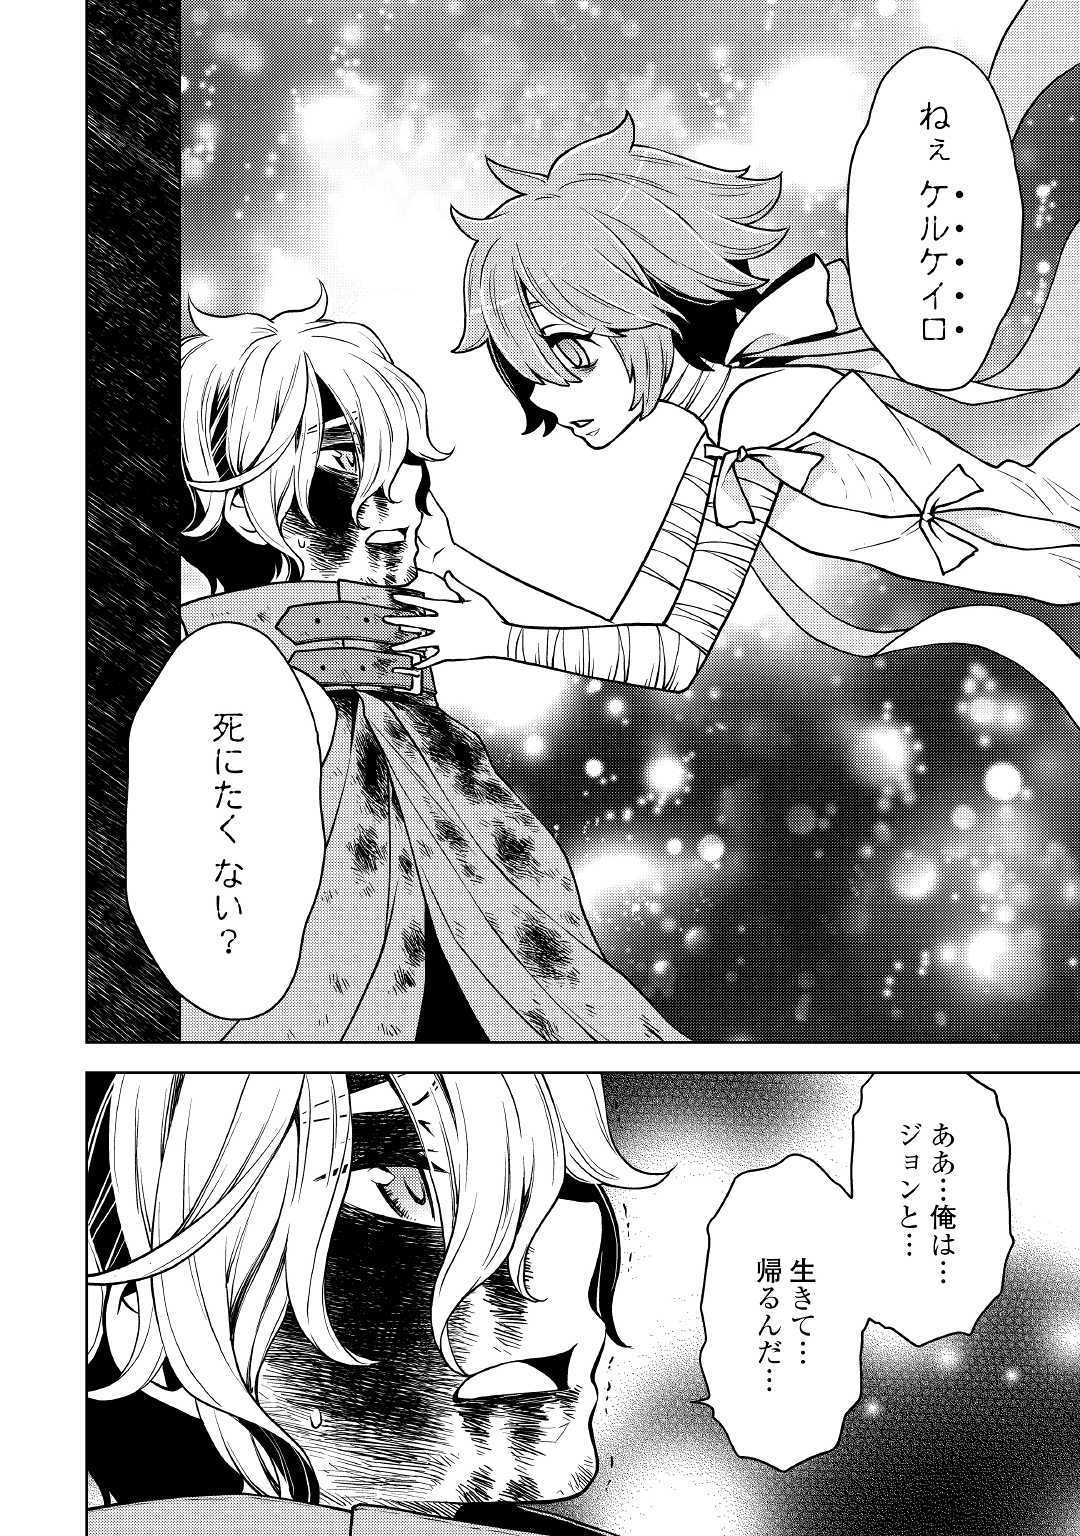 ねぇ ケルケイロ
死にたく ない？
ああ…俺は…
ジョンと…
生きて…
帰るんだ…